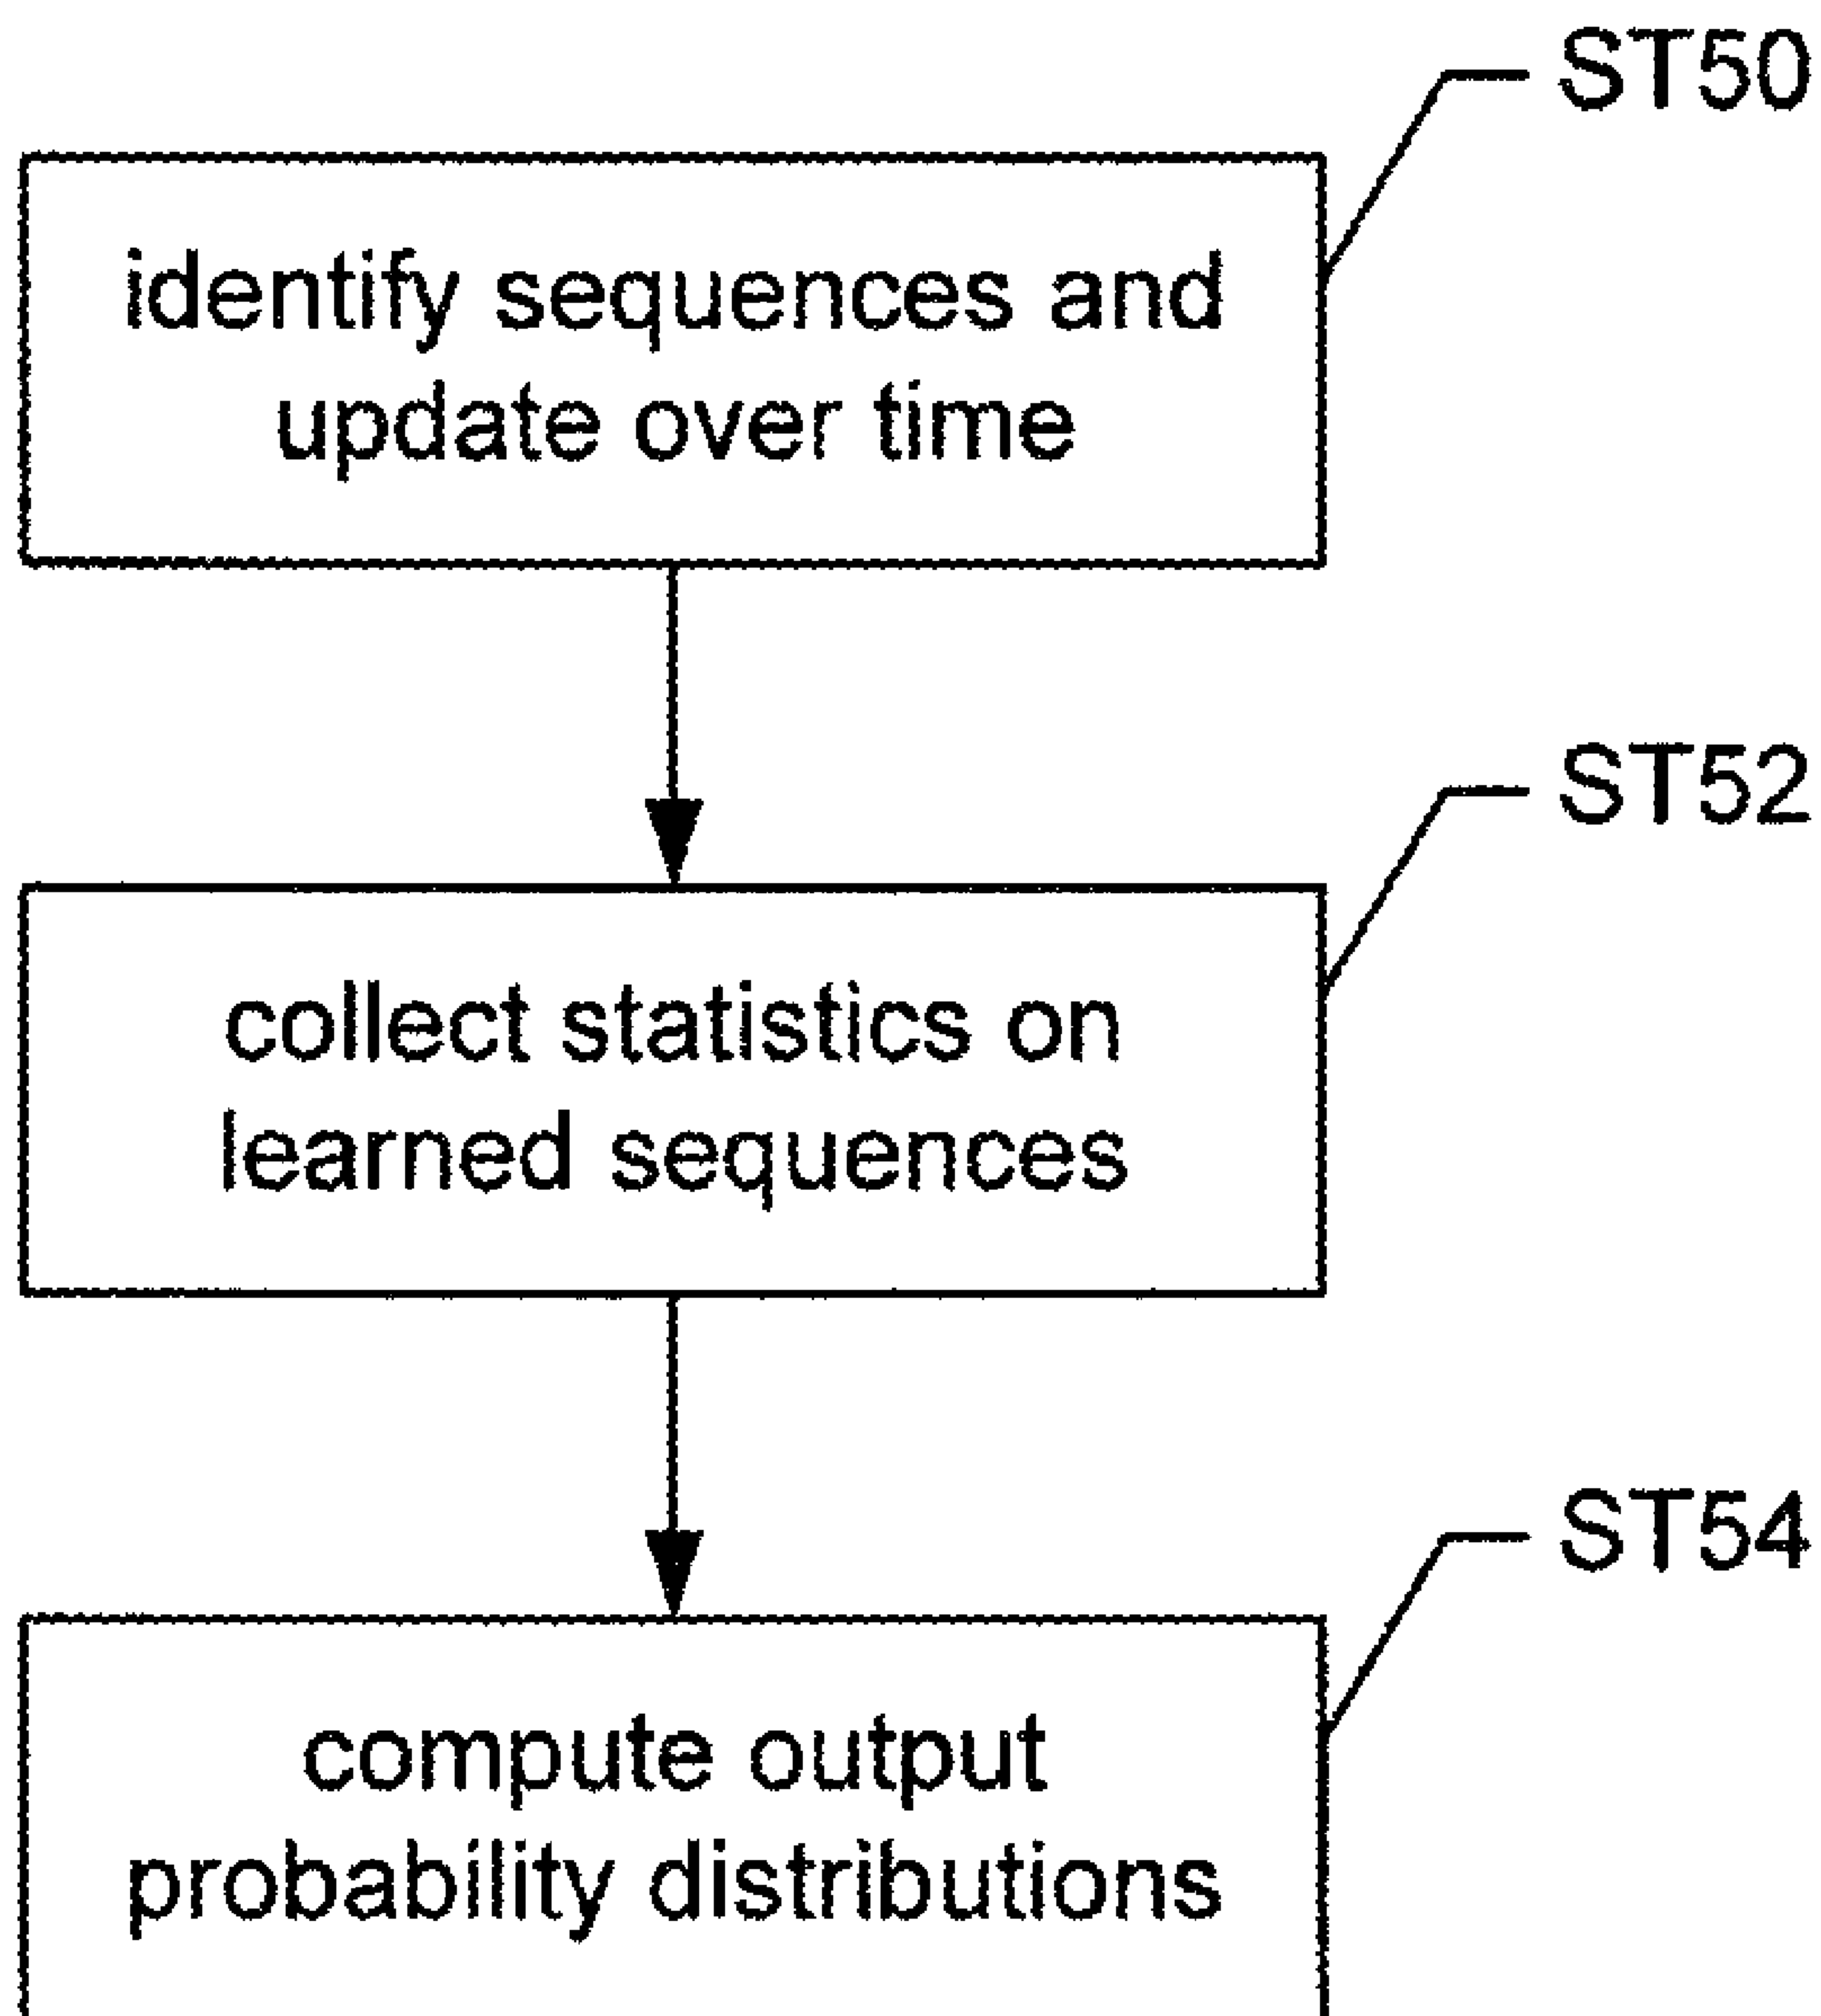 ST50
identify sequences and
update over time
ST52
collect statistics on
learned sequences
ST54
compute output
probability distributions